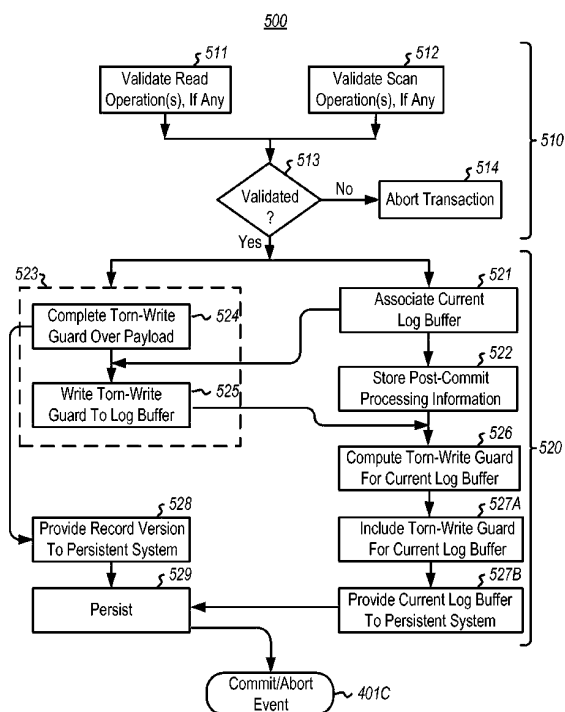 500
511
Validate Read
Operation(s), If Any
512
Validate Scan
Operation(s), If Any
510
513
Validated
?
No
514
Abort Transaction
Yes
523
Complete Torn-Write
Guard Over Payload
524
521
Associate Current
Log Buffer
522
Store Post-Commit
Processing Information
Write Torn-Write
Guard To Log Buffer
525
526
Compute Torn-Write Guard
For Current Log Buffer
520
528
Provide Record Version
To Persistent System
527A
Include Torn-Write Guard
For Current Log Buffer
529
Persist
527B
Provide Current Log Buffer
To Persistent System
Commit/Abort
Event
401C